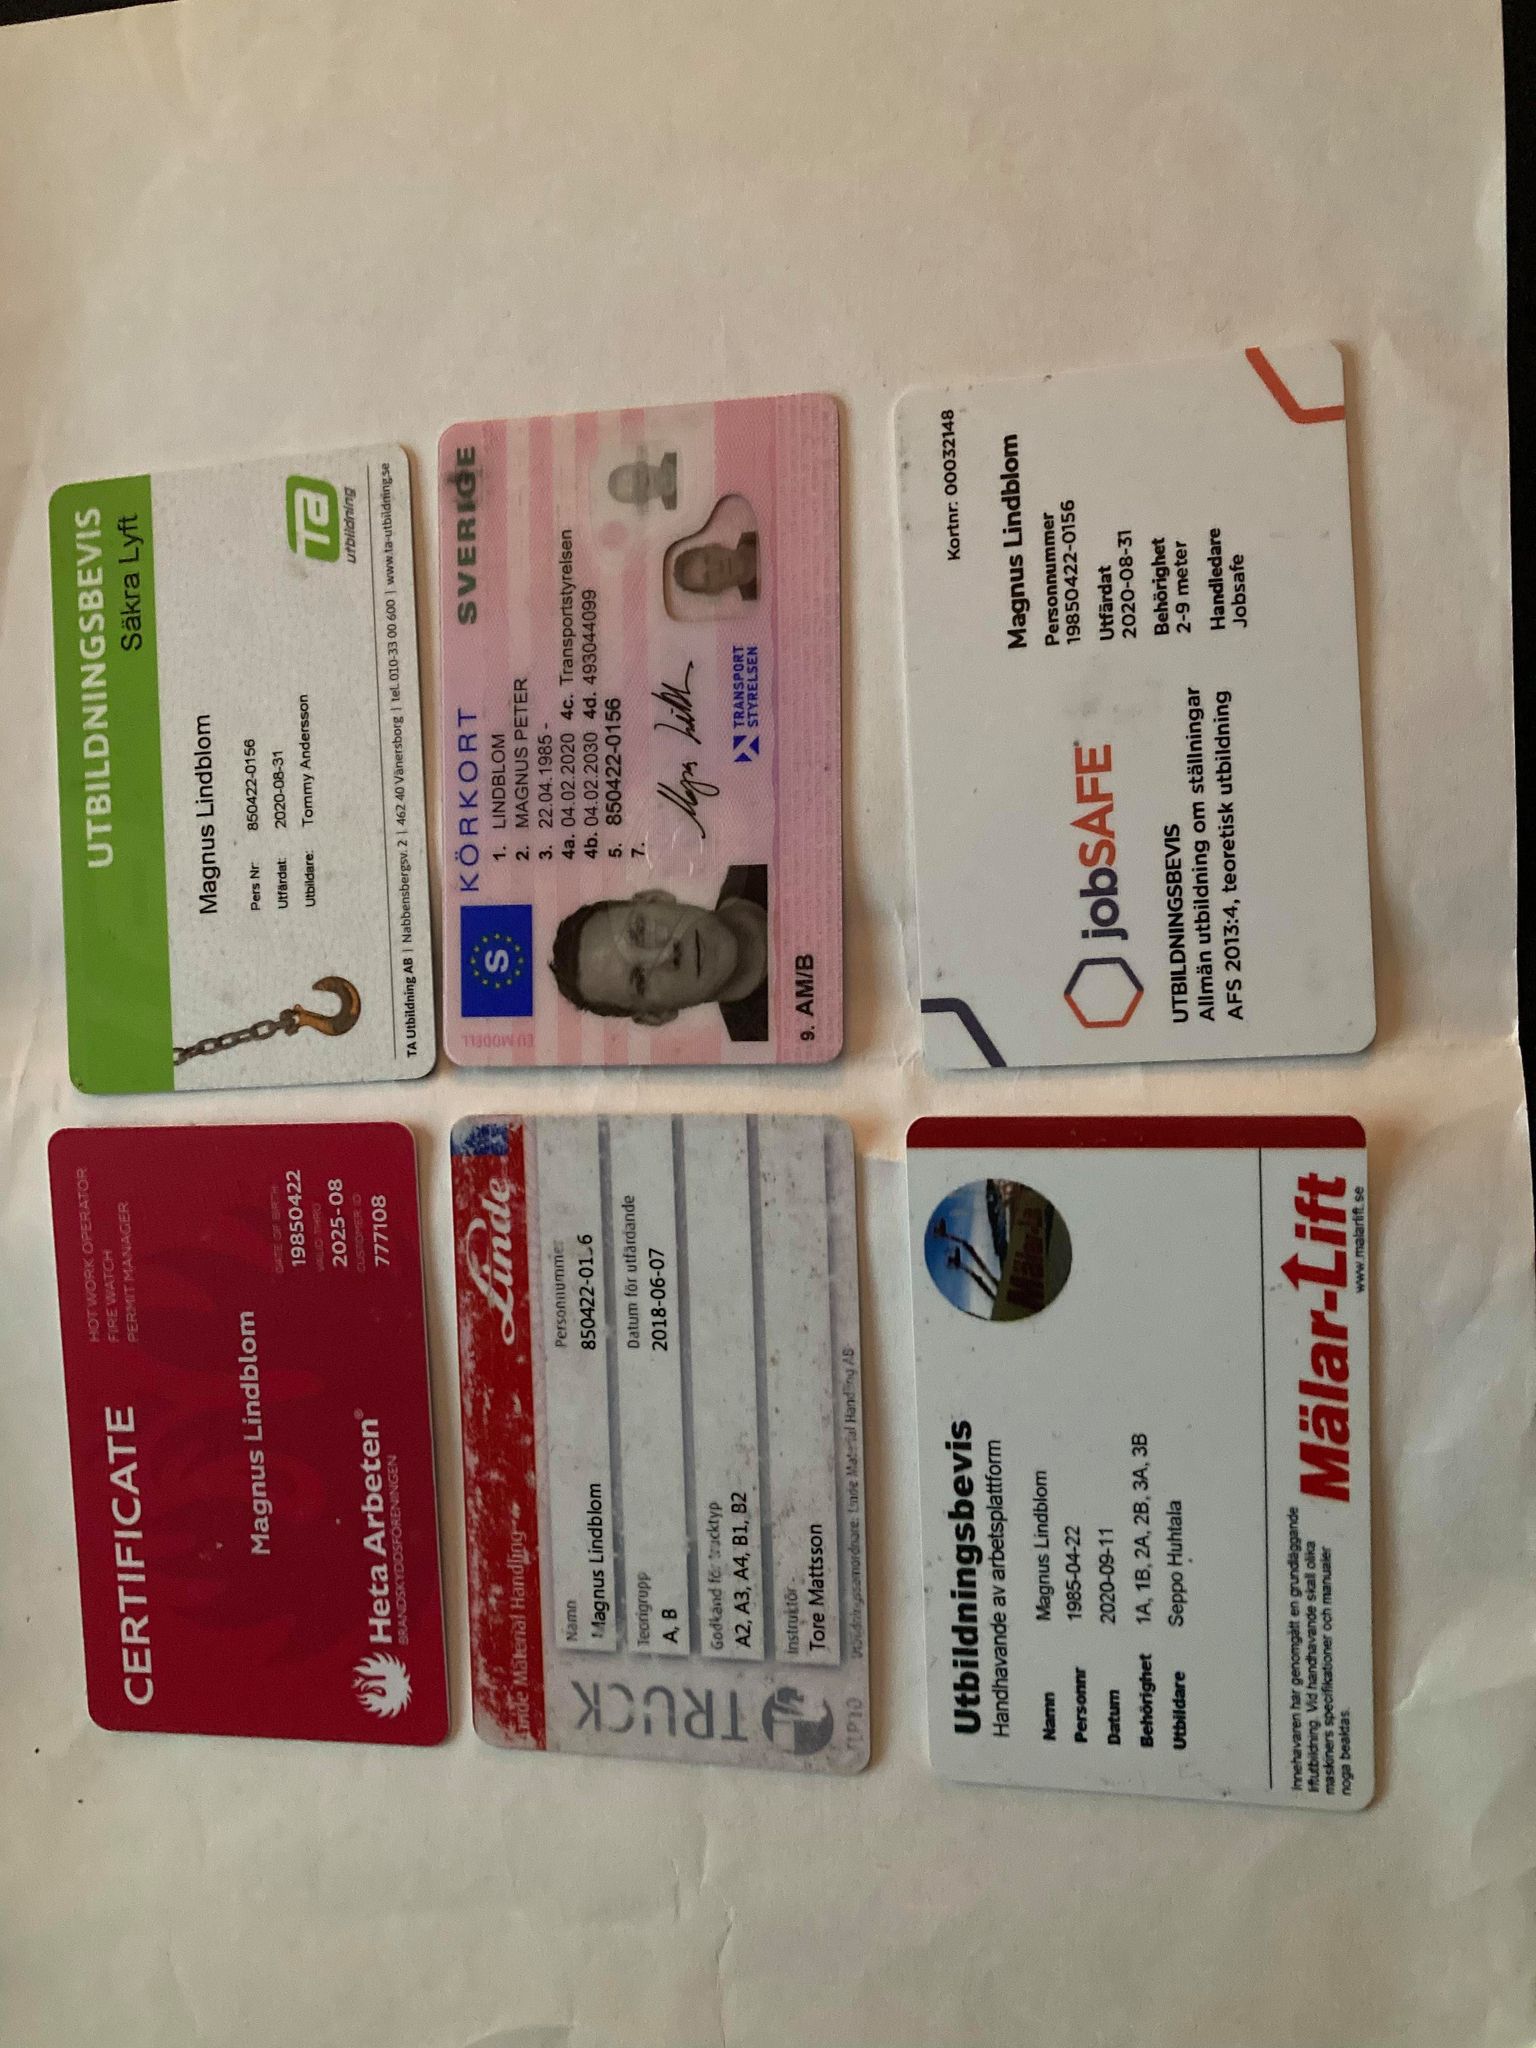 CERTIFICATE
HOT WORK OPERATOR
FIRE WATCH
PERMIT MANAGER
Magnus Lindblom
DATE OF BIRTH
19850422
VALID THRU
2025-08
CUSTOMER ID
777108
Heta Arbeten®
BRANDSKYDDSFÖRENINGEN
UTBILDNINGSBEVIS
Säkra Lyft
Magnus Lindblom
Pers Nr: 850422-0156
Utfärdat: 2020-08-31
Utbildare: Tommy Andersson
Ta
utbildning
TA Utbildning AB | Nabbensbergsv. 2 | 462 40 Vänersborg | tel. 010-33 00 600 | www.ta-utbildning.se
Linde Material Handling
Linde
TRUCK
Namn
Magnus Lindblom
Personnummer
850422-01 6
Teorigrupp
A, B
Datum för utfärdande
2018-06-07
Godkänd för trucktyp
A2, A3, A4, B1, B2
Instruktör
Tore Mattsson
TLP10
Utbildningssamordnare: Linde Material Handling AB
EU MODELL
S
KÖRKORT SVERIGE
1. LINDBLOM
2. MAGNUS PETER
3. 22.04.1985 -
4a. 04.02.2020 4c. Transportstyrelsen
4b. 04.02.2030 4d. 493044099
5. 850422-0156
7.
TRANSPORT
STYRELSEN
9. AM/B
Utbildningsbevis
Handhavande av arbetsplattform
Namn Magnus Lindblom
Personnr 1985-04-22
Datum 2020-09-11
Behörighet 1A, 1B, 2A, 2B, 3A, 3B
Utbildare Seppo Huhtala
Innehavaren har genomgått en grundläggande
liftutbildning. Vid handhavande skall olika
maskiners specifikationer och manualer
noga beaktas.
Mälar-Lift
www.malarlift.se
Kortnr: 00032148
Magnus Lindblom
Personnummer
19850422-0156
Utfärdat
2020-08-31
Behörighet
2-9 meter
Handledare
Jobsafe
jobSAFE
UTBILDNINGSBEVIS
Allmän utbildning om ställningar
AFS 2013:4, teoretisk utbildning